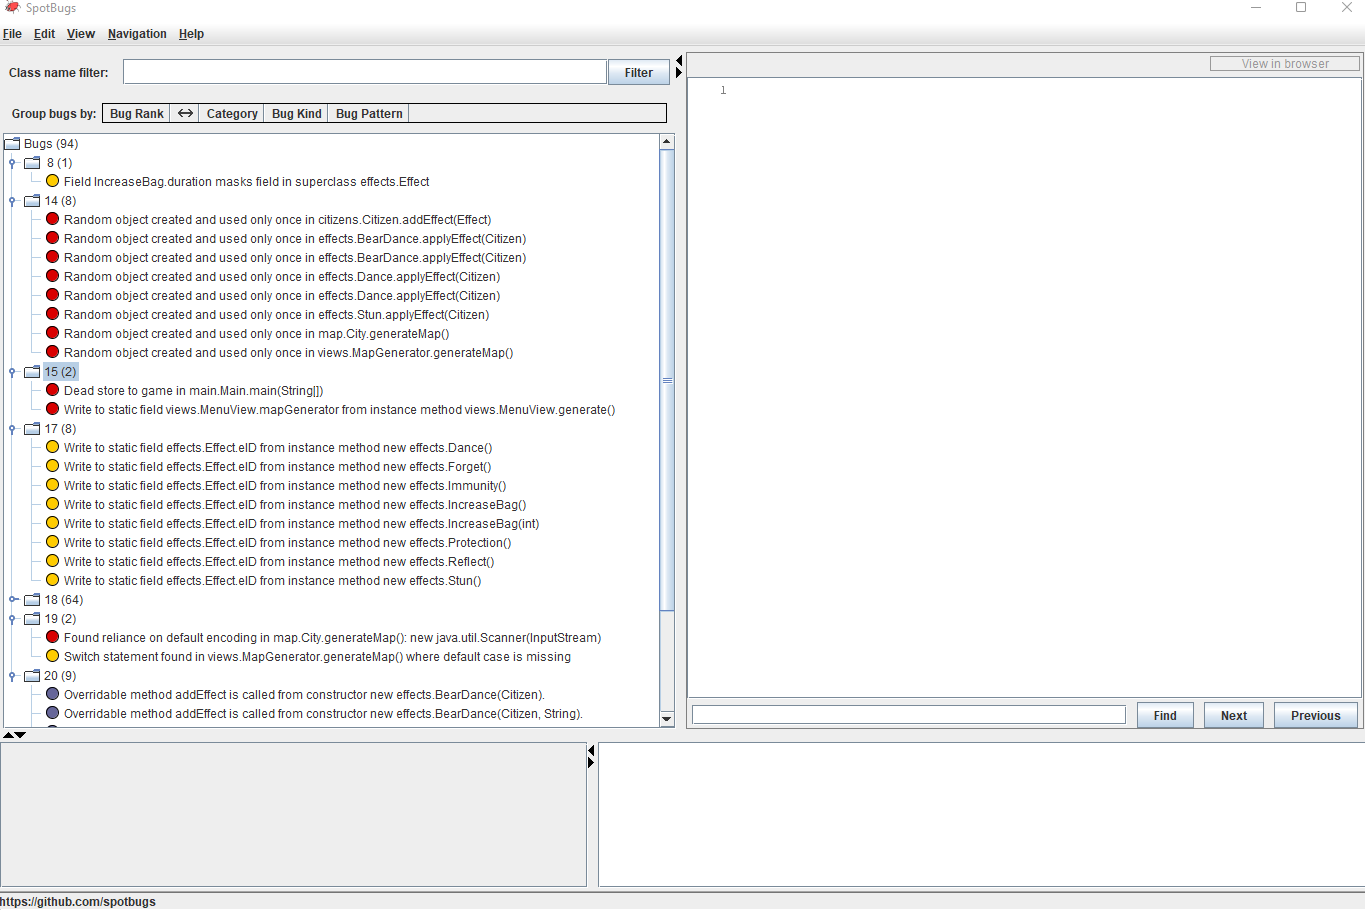 SpotBugs
File Edit View Navigation Help
Class name filter: Filter
View in browser
1
Group bugs by: Bug Rank Category Bug Kind Bug Pattern
Bugs (94)
8 (1)
Field IncreaseBag.duration masks field in superclass effects.Effect
14 (8)
Random object created and used only once in citizens.Citizen.addEffect(Effect)
Random object created and used only once in effects.BearDance.applyEffect(Citizen)
Random object created and used only once in effects.BearDance.applyEffect(Citizen)
Random object created and used only once in effects.Dance.applyEffect(Citizen)
Random object created and used only once in effects.Dance.applyEffect(Citizen)
Random object created and used only once in effects.Stun.applyEffect(Citizen)
Random object created and used only once in map.City.generateMap()
Random object created and used only once in views.MapGenerator.generateMap()
15 (2)
Dead store to game in main.Main.main(String[])
Write to static field views.MenuView.mapGenerator from instance method views.MenuView.generate()
17 (8)
Write to static field effects.Effect.eID from instance method new effects.Dance()
Write to static field effects.Effect.eID from instance method new effects.Forget()
Write to static field effects.Effect.eID from instance method new effects.Immunity()
Write to static field effects.Effect.eID from instance method new effects.IncreaseBag()
Write to static field effects.Effect.eID from instance method new effects.IncreaseBag(int)
Write to static field effects.Effect.eID from instance method new effects.Protection()
Write to static field effects.Effect.eID from instance method new effects.Reflect()
Write to static field effects.Effect.eID from instance method new effects.Stun()
18 (64)
19 (2)
Found reliance on default encoding in map.City.generateMap(): new java.util.Scanner(InputStream)
Switch statement found in views.MapGenerator.generateMap() where default case is missing
20 (9)
Overridable method addEffect is called from constructor new effects.BearDance(Citizen).
Overridable method addEffect is called from constructor new effects.BearDance(Citizen, String).
Find Next Previous
https://github.com/spotbugs